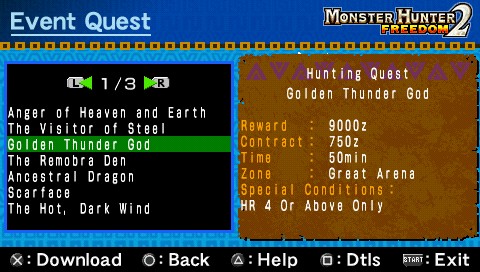 Event Quest
MONSTER HUNTER
FREEDOM 2
L 1/3 R
Anger of Heaven and Earth
The Visitor of Steel
Golden Thunder God
The Remobra Den
Ancestral Dragon
Scarface
The Hot, Dark Wind
Hunting Quest
Golden Thunder God
Reward : 9000z
Contract : 750z
Time : 50min
Zone : Great Arena
Special Conditions :
HR 4 Or Above Only
:Download :Back :Help :Dtls START:Exit